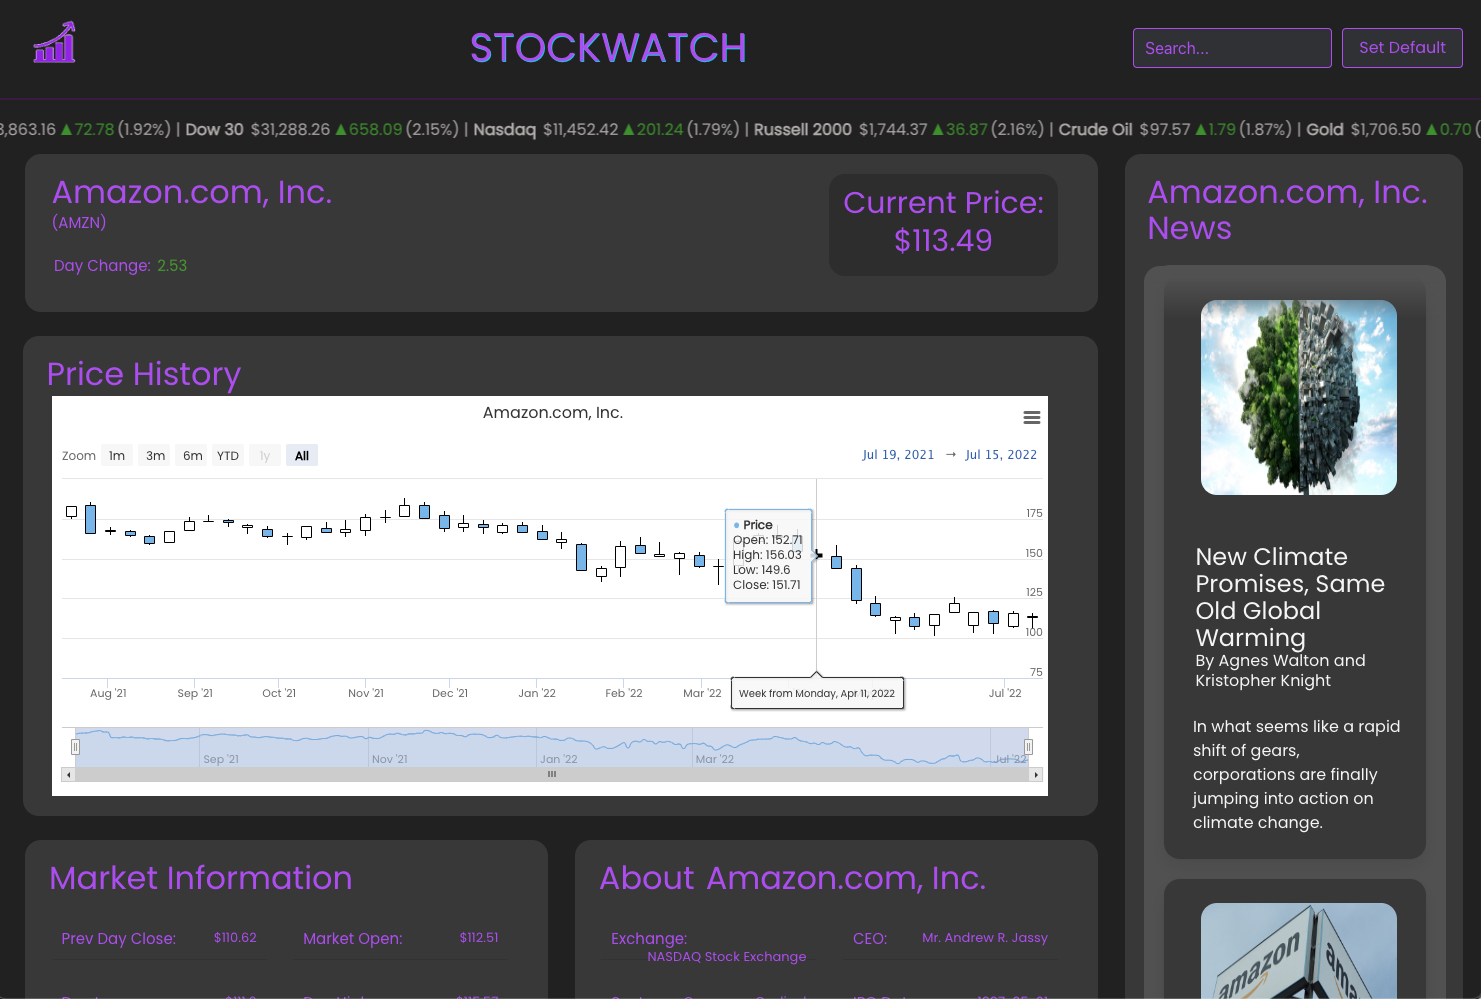 STOCKWATCH
Search...
Set Default
3,863.16 ▲72.78 (1.92%) | Dow 30 $31,288.26 ▲658.09 (2.15%) | Nasdaq $11,452.42 ▲201.24 (1.79%) | Russell 2000 $1,744.37 ▲36.87 (2.16%) | Crude Oil $97.57 ▲1.79 (1.87%) | Gold $1,706.50 ▲0.70 (
Amazon.com, Inc.
(AMZN)
Day Change: 2.53
Current Price:
$113.49
Price History
Amazon.com, Inc.
Zoom 1m 3m 6m YTD 1y All
Jul 19, 2021 → Jul 15, 2022
175
150
125
100
75
Price
Open: 152.71
High: 156.03
Low: 149.6
Close: 151.71
Aug '21 Sep '21 Oct '21 Nov '21 Dec '21 Jan '22 Feb '22 Mar '22 Jul '22
Week from Monday, Apr 11, 2022
Sep '21 Nov '21 Jan '22 Mar '22 Jul '22
Market Information
Prev Day Close: $110.62
Market Open: $112.51
About Amazon.com, Inc.
Exchange:
NASDAQ Stock Exchange
CEO: Mr. Andrew R. Jassy
Amazon.com, Inc.
News
New Climate
Promises, Same
Old Global
Warming
By Agnes Walton and
Kristopher Knight
In what seems like a rapid
shift of gears,
corporations are finally
jumping into action on
climate change.
amazon
ama